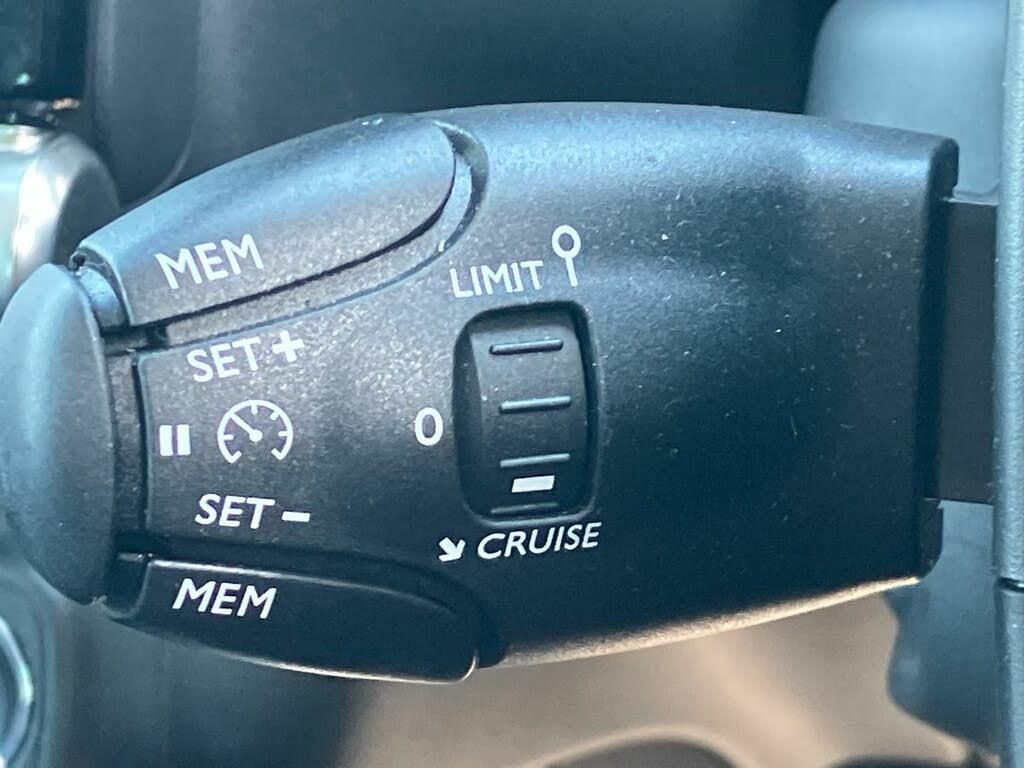 MEM
LIMIT
SET +
0
SET -
CRUISE
MEM